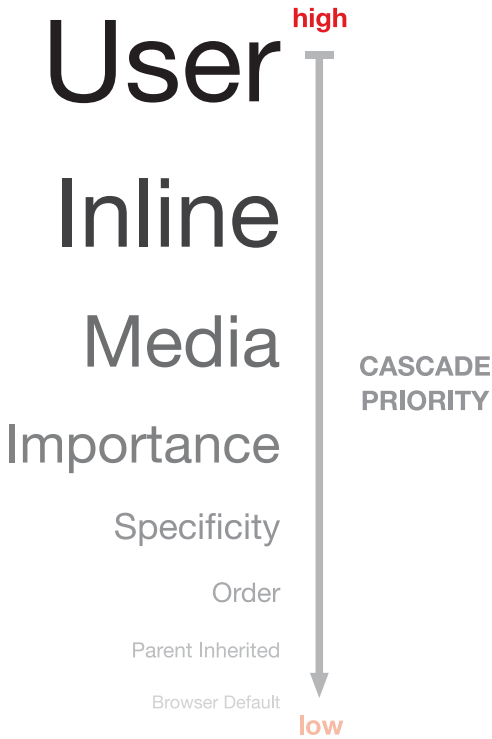 high
User
Inline
Media
CASCADE
PRIORITY
Importance
Specificity
Order
Parent Inherited
Browser Default
low